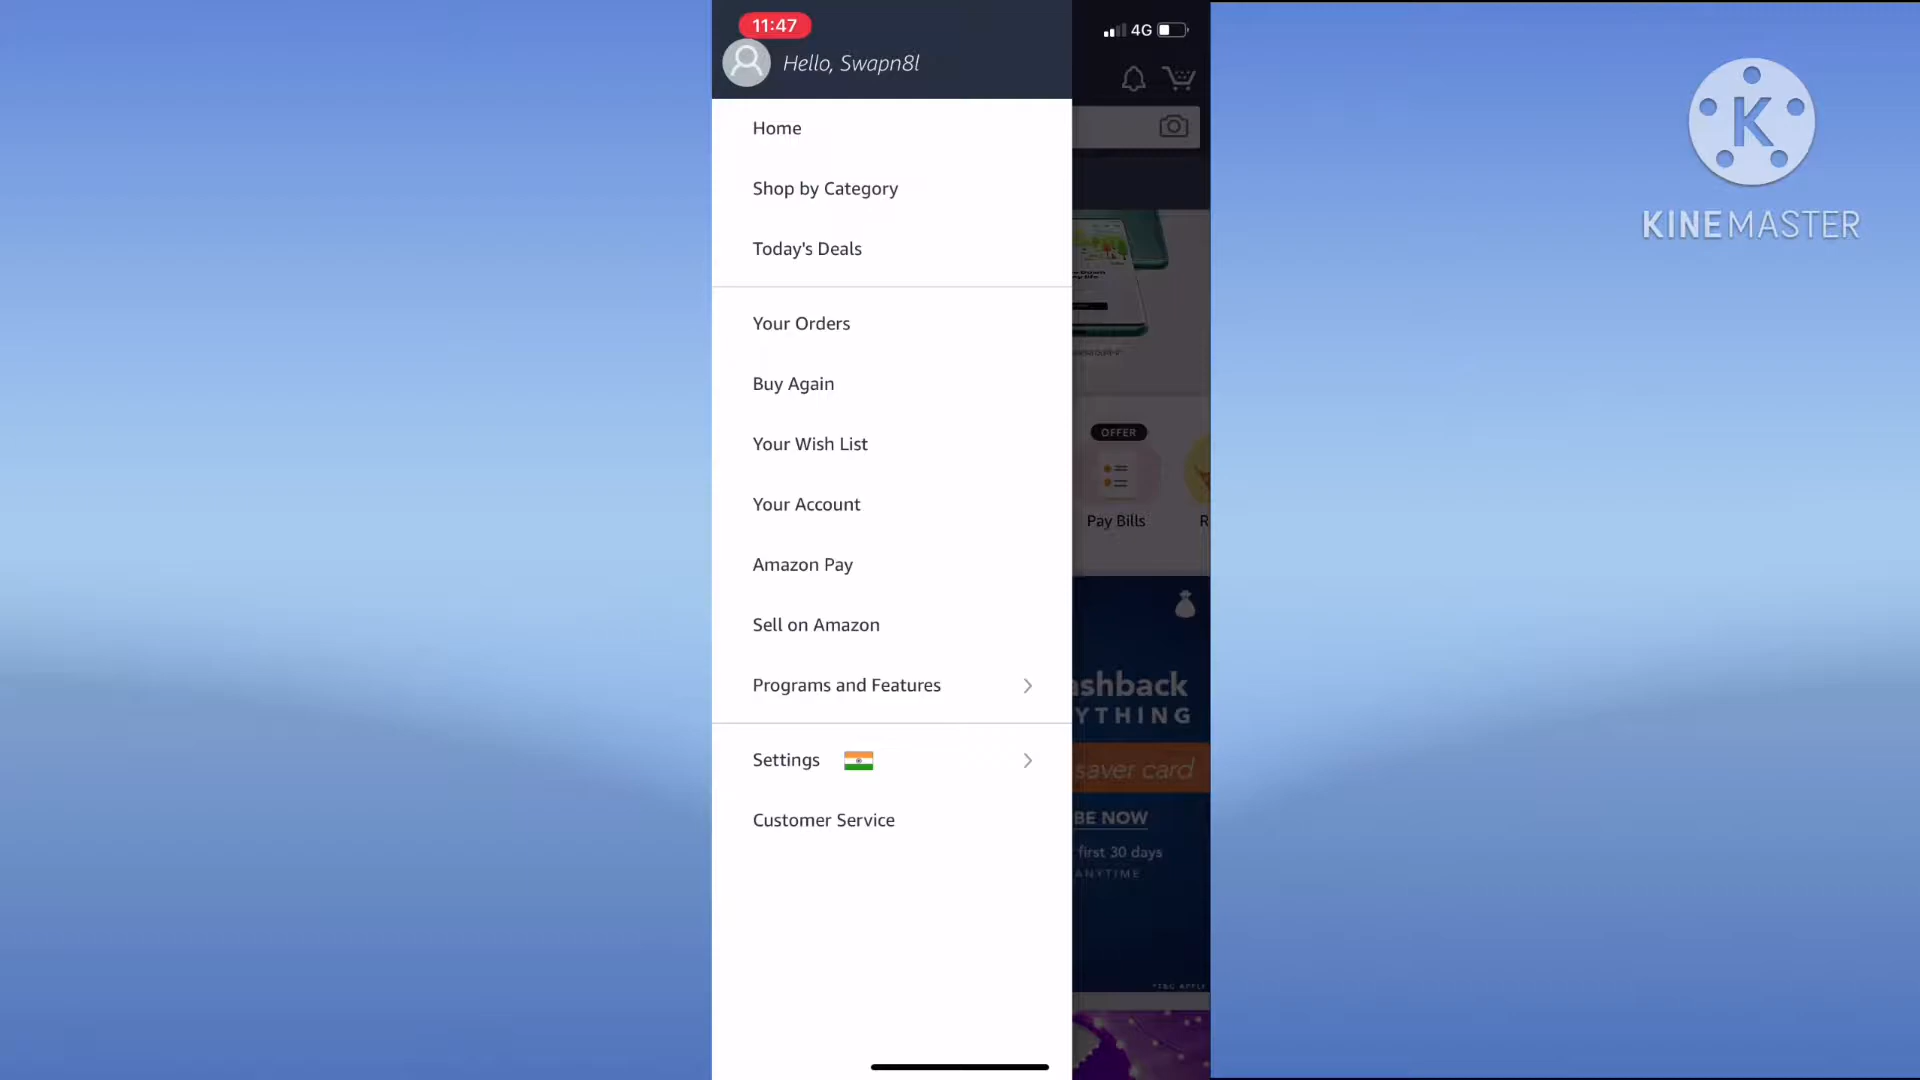 11:47
4G
Hello, Swapn8l
Home
Shop by Category
Today's Deals
Your Orders
Buy Again
Your Wish List
Your Account
Amazon Pay
Sell on Amazon
Programs and Features
Settings
Customer Service
OFFER
Pay Bills
R
ashback
YTHING
saver card
BE NOW
first 30 days
ANYTIME
*T&C APPLY
K
KINEMASTER